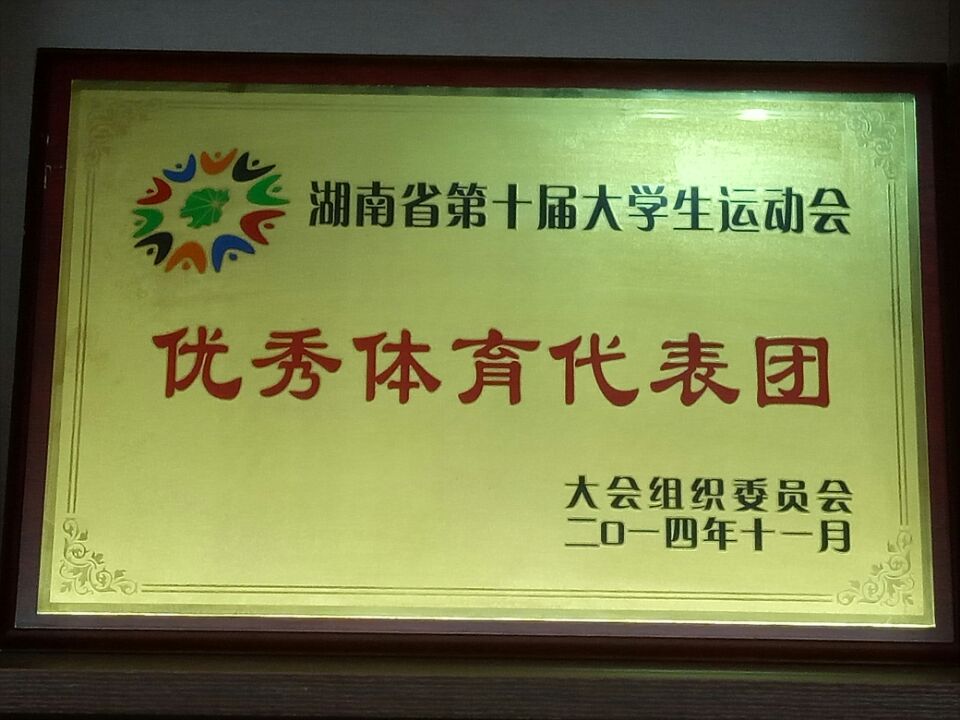 湖南省第十届大学生运动会
优秀体育代表团
大会组织委员会
二〇一四年十一月